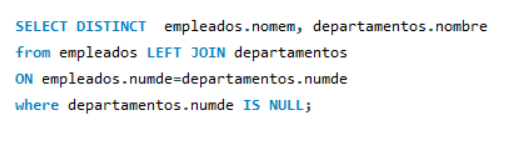 SELECT DISTINCT  empleados.nomem, departamentos.nombre
from empleados LEFT JOIN departamentos
ON empleados.numde=departamentos.numde
where departamentos.numde IS NULL;